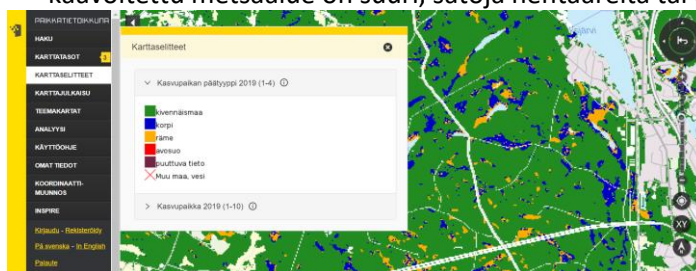 kaavoitettu metsäalue on suuri, satoja hehtaareita tai
PAIKKATIETOIKKUNA
HAKU
KARTTATASOT 3
KARTTASELITTEET
KARTTAJULKAISU
TEEMAKARTAT
ANALYYSI
KÄYTTÖOHJE
OMAT TIEDOT
KOORDINAATTI-
MUUNNOS
INSPIRE
Kirjaudu - Rekisteröidy
På svenska - In English
Palaute
Karttaselitteet
Kasvupaikan päätyyppi 2019 (1-4)
kivennäismaa
korpi
räme
avosuo
puuttuva tieto
Muu maa, vesi
Kasvupaikka 2019 (1-10)
XY